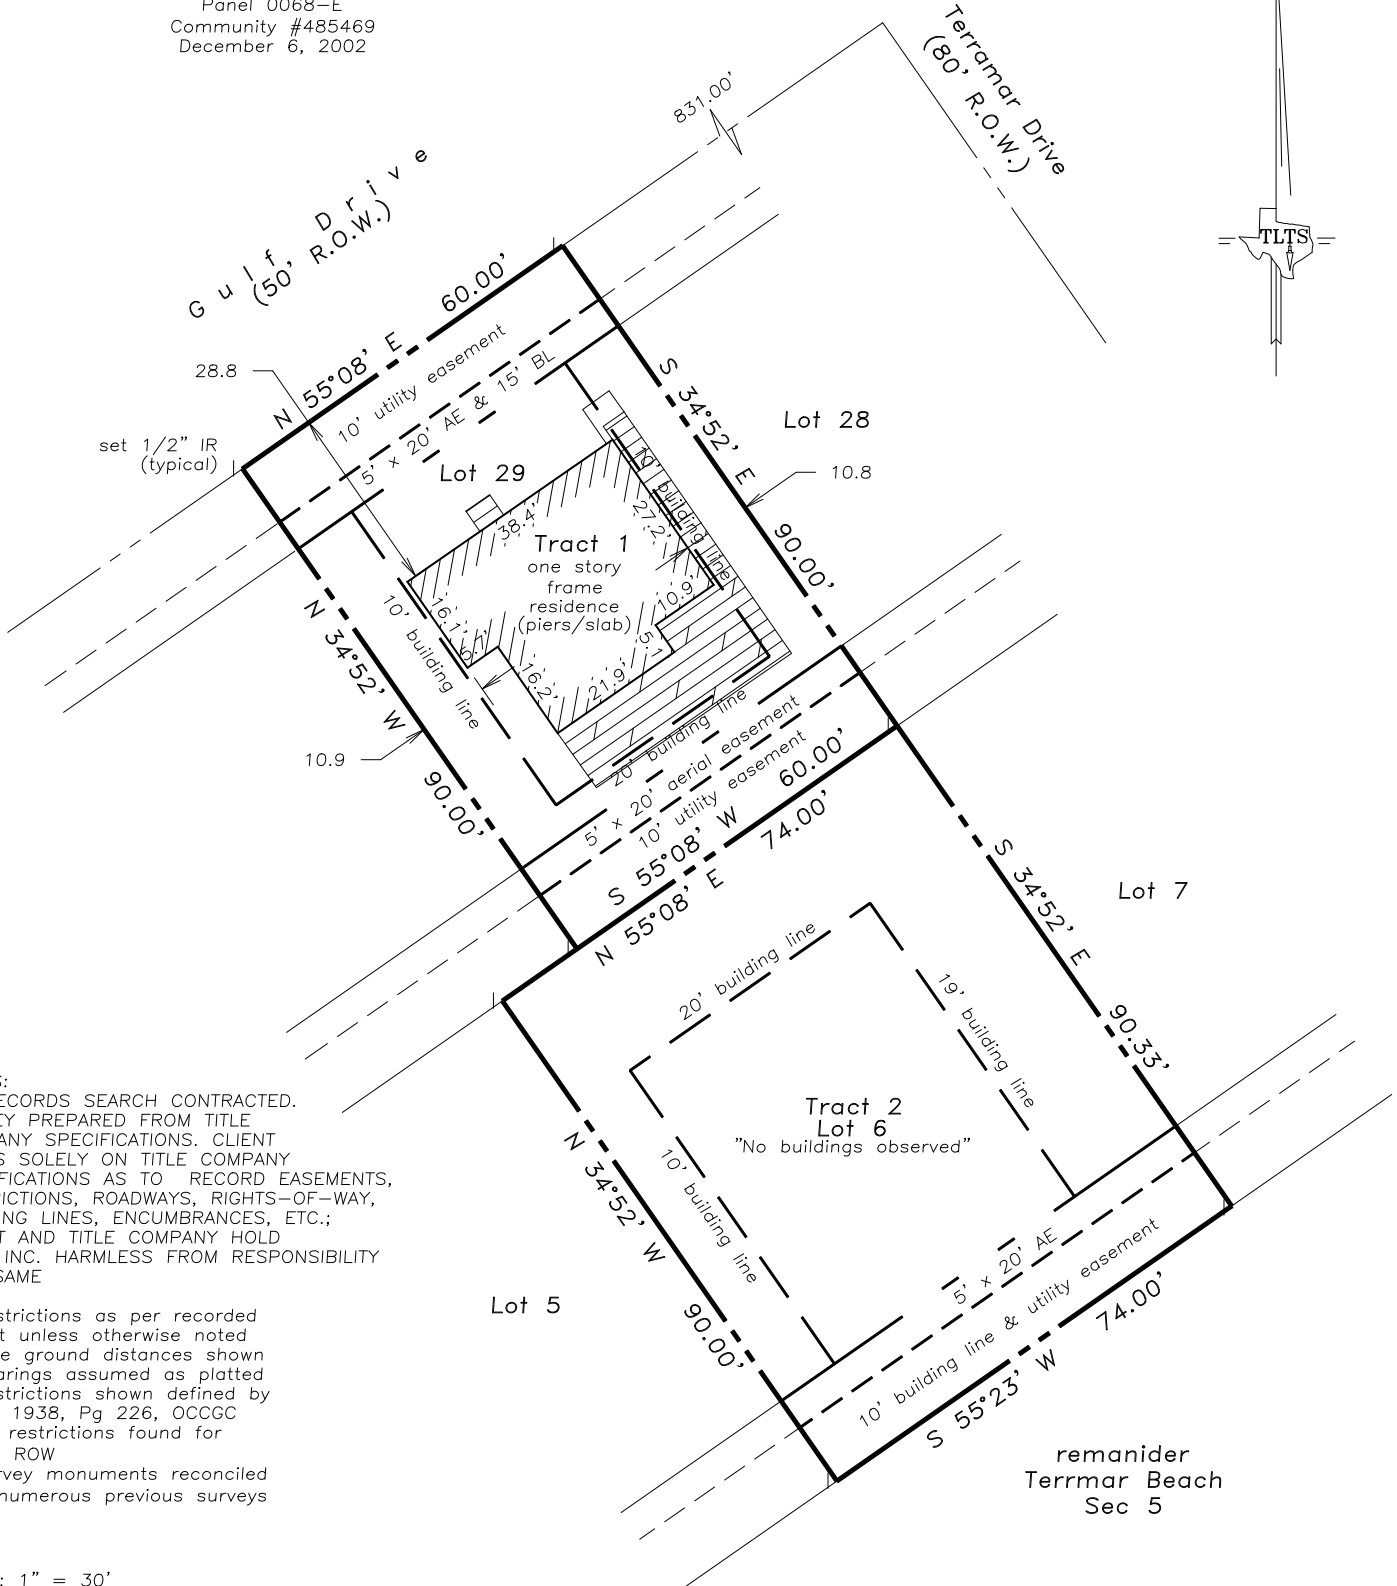 Panel 0068-E
Community #485469
December 6, 2002
Terramar Drive
(80' R.O.W.)
831.00'
Gulf Drive
(50' R.O.W.)
TLTS
N 55°08' E 60.00'
28.8
10' utility easement
5' x 20' AE & 15' BL
set 1/2" IR
(typical)
Lot 29
Lot 28
S 34°52' E 90.00'
10.8
10' building line
38.4'
27.2'
Tract 1
one story
frame
residence
(piers/slab)
10.9'
16.1'
5.1'
16.2'
21.9'
10' building line
N 34°52' W 90.00'
10.9
20' building line
5' x 20' aerial easement
10' utility easement
S 55°08' W 60.00'
N 55°08' E 74.00'
S 34°52' E 90.33'
Lot 7
20' building line
19' building line
Tract 2
Lot 6
"No buildings observed"
10' building line
N 34°52' W 90.00'
Lot 5
5' x 20' AE
10' building line & utility easement
S 55°23' W 74.00'
remanider
Terrmar Beach
Sec 5
S:
ECORDS SEARCH CONTRACTED.
EY PREPARED FROM TITLE
ANY SPECIFICATIONS. CLIENT
S SOLELY ON TITLE COMPANY
IFICATIONS AS TO RECORD EASEMENTS,
RICTIONS, ROADWAYS, RIGHTS-OF-WAY,
ING LINES, ENCUMBRANCES, ETC.;
T AND TITLE COMPANY HOLD
INC. HARMLESS FROM RESPONSIBILITY
SAME
strictions as per recorded
t unless otherwise noted
e ground distances shown
arings assumed as platted
strictions shown defined by
1938, Pg 226, OCCGC
restrictions found for
ROW
rvey monuments reconciled
numerous previous surveys
: 1" = 30'